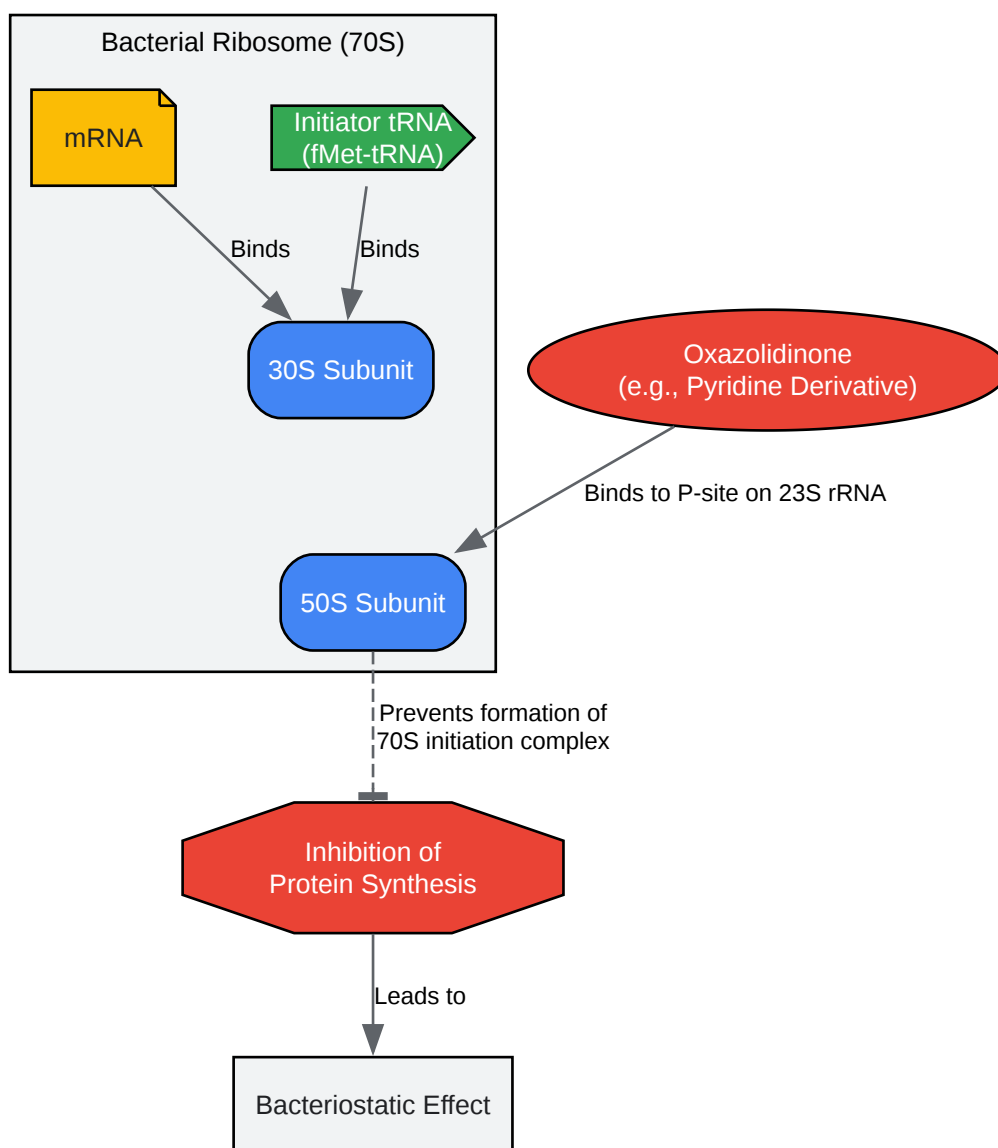 Bacterial Ribosome (70S)
mRNA
Initiator tRNA
(fMet-tRNA)
Binds
Binds
30S Subunit
Oxazolidinone
(e.g., Pyridine Derivative)
Binds to P-site on 23S rRNA
50S Subunit
Prevents formation of
70S initiation complex
Inhibition of
Protein Synthesis
Leads to
Bacteriostatic Effect